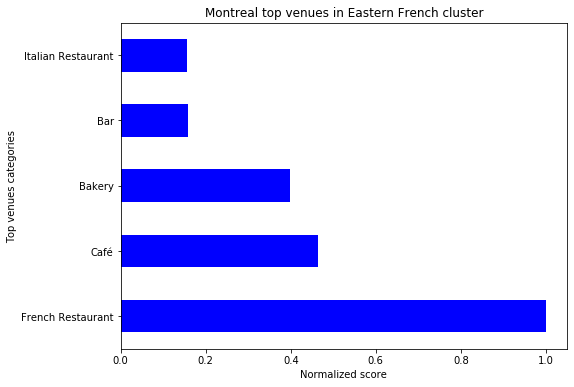 Montreal top venues in Eastern French cluster
Top venues categories
Italian Restaurant
Bar
Bakery
Café
French Restaurant
0.0 0.2 0.4 0.6 0.8 1.0
Normalized score